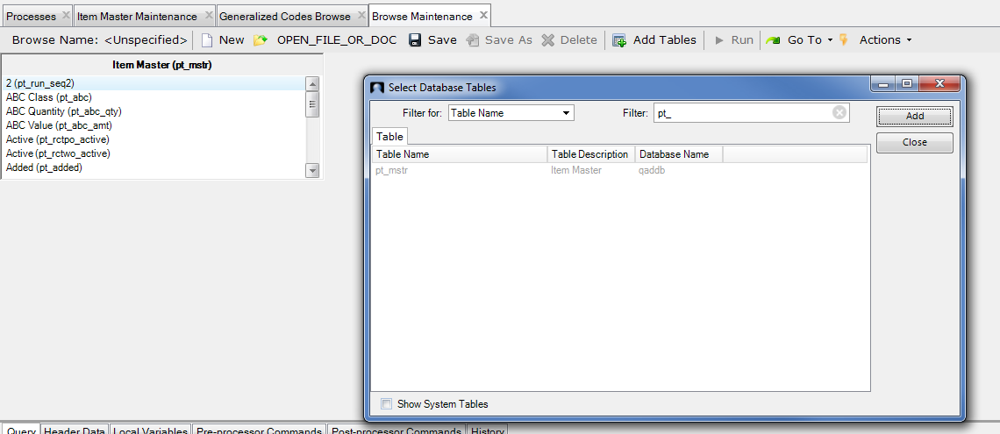 Processes Item Master Maintenance Generalized Codes Browse Browse Maintenance
Browse Name: <Unspecified> New OPEN_FILE_OR_DOC Save Save As Delete Add Tables Run Go To Actions
Item Master (pt_mstr)
2 (pt_run_seq2)
ABC Class (pt_abc)
ABC Quantity (pt_abc_qty)
ABC Value (pt_abc_amt)
Active (pt_rctpo_active)
Active (pt_rctwo_active)
Added (pt_added)
Select Database Tables
Filter for: Table Name Filter: pt_ Add
Close
Table
Table Name Table Description Database Name
pt_mstr Item Master qaddb
Show System Tables
Query Header Data Local Variables Pre-processor Commands Post-processor Commands History